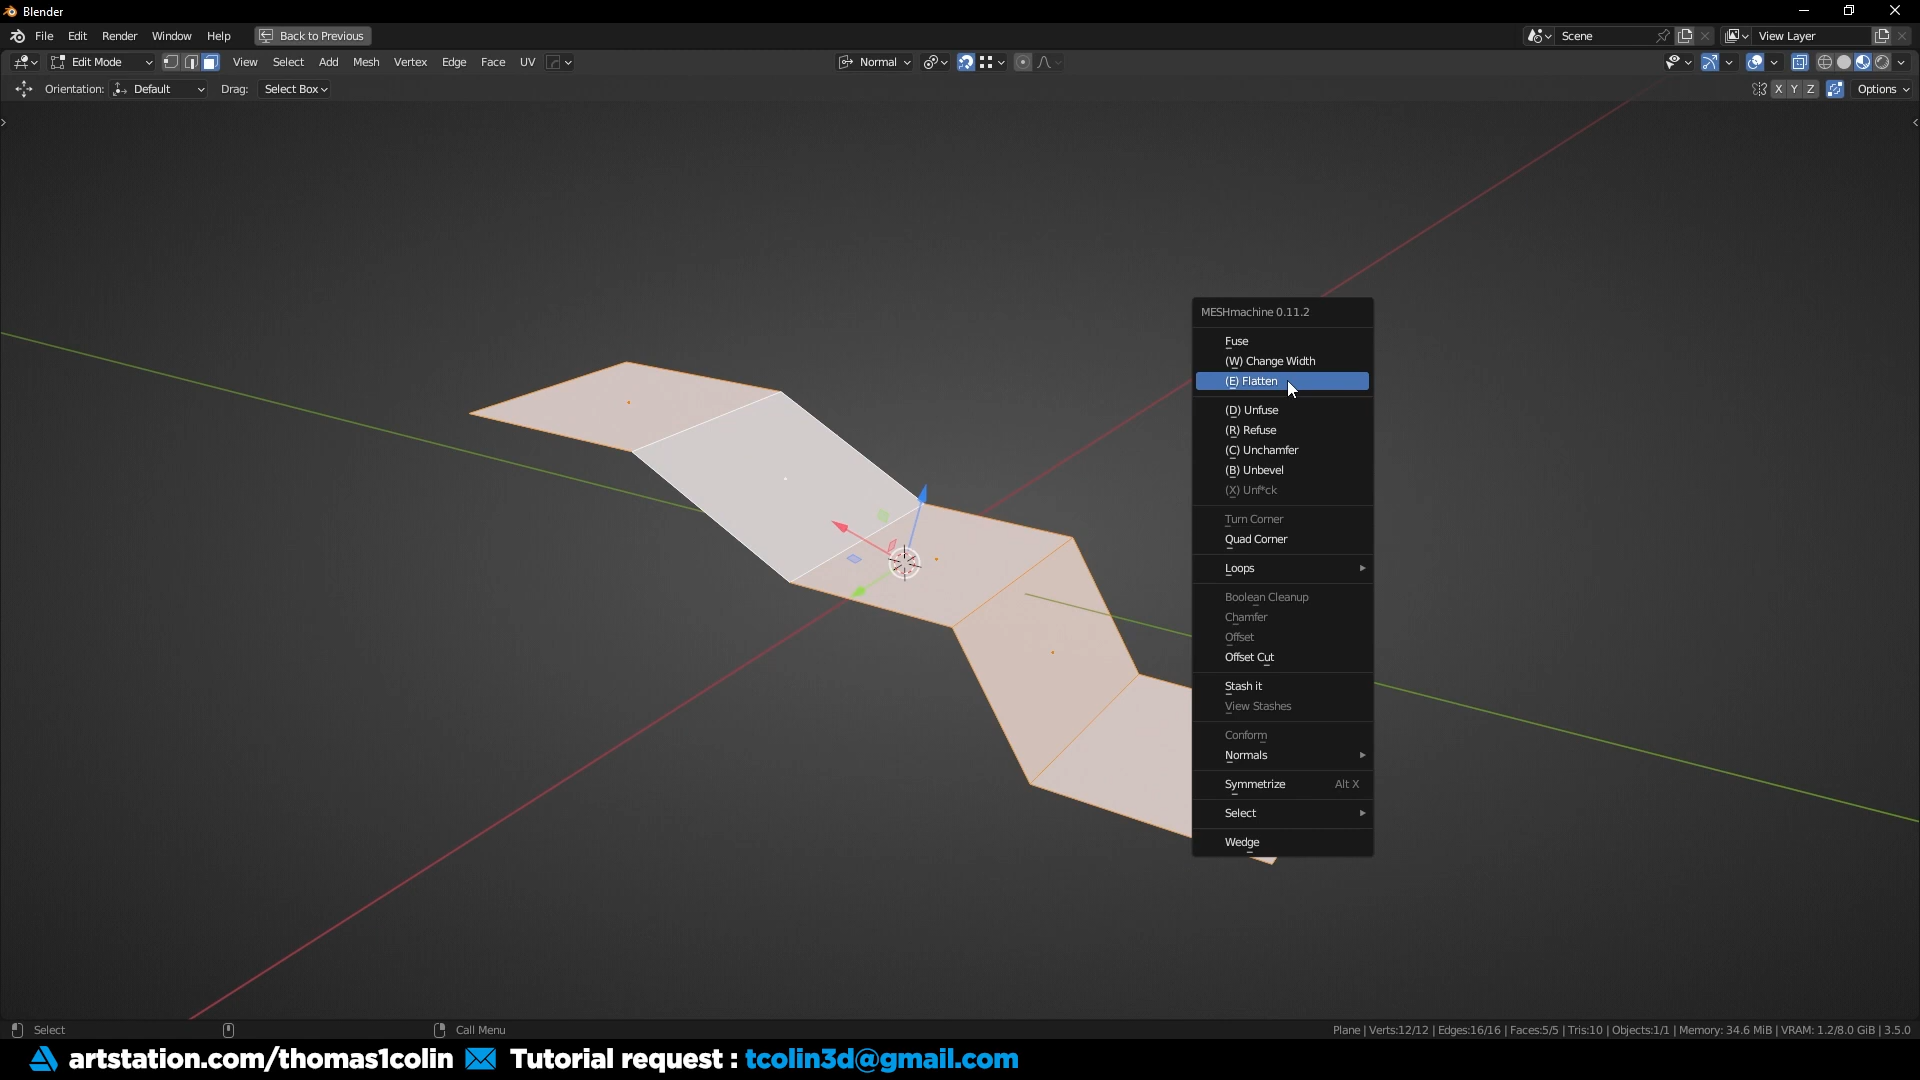 Blender
File Edit Render Window Help Back to Previous Scene View Layer
Edit Mode View Select Add Mesh Vertex Edge Face UV Normal
Orientation: Default Drag: Select Box X Y Z Options
MESHmachine 0.11.2
Fuse
(W) Change Width
(E) Flatten
(D) Unfuse
(R) Refuse
(C) Unchamfer
(B) Unbevel
(X) Unf*ck
Turn Corner
Quad Corner
Loops
Boolean Cleanup
Chamfer
Offset
Offset Cut
Stash it
View Stashes
Conform
Normals
Symmetrize Alt X
Select
Wedge
Select Call Menu Plane | Verts:12/12 | Edges:16/16 | Faces:5/5 | Tris:10 | Objects:1/1 | Memory: 34.6 MiB | VRAM: 1.2/8.0 GiB | 3.5.0
artstation.com/thomas1colin Tutorial request : tcolin3d@gmail.com